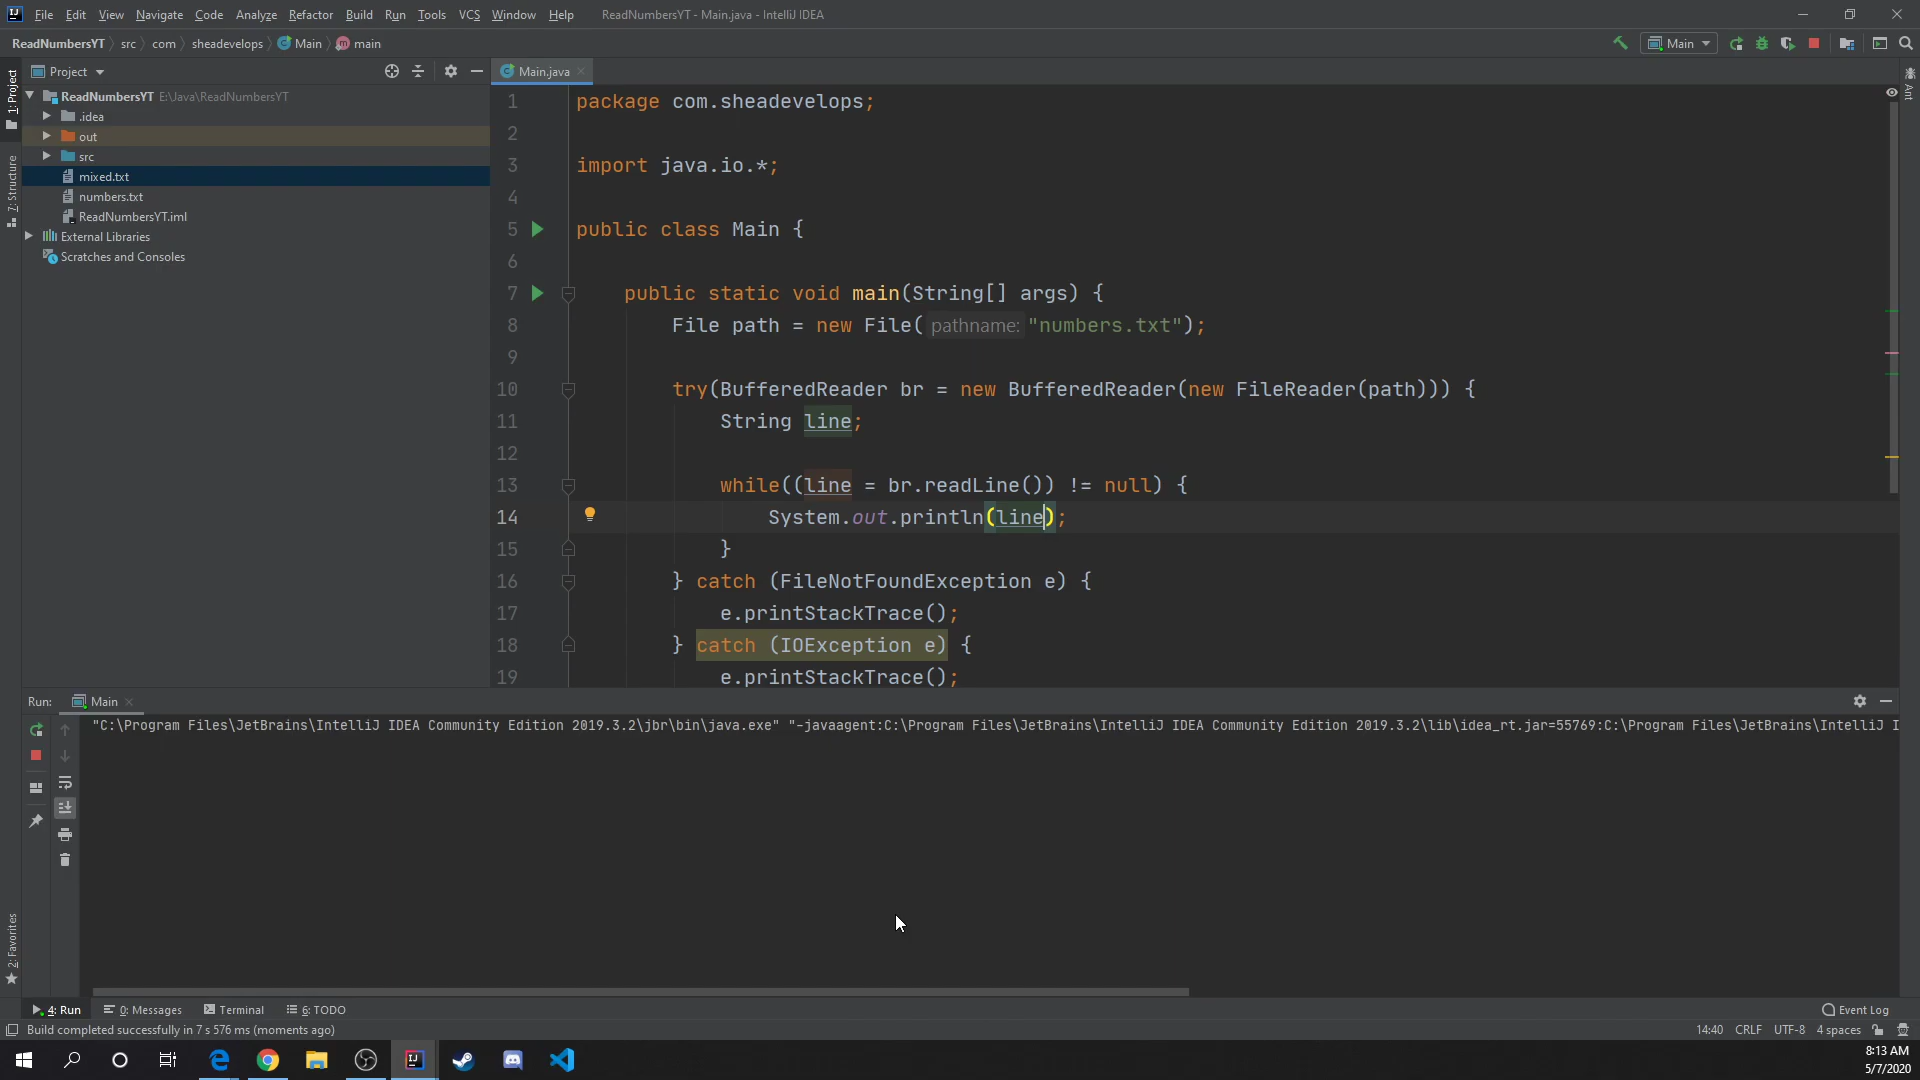 File Edit View Navigate Code Analyze Refactor Build Run Tools VCS Window Help ReadNumbersYT - Main.java - IntelliJ IDEA
ReadNumbersYT src com sheadevelops Main main Main
1: Project
7: Structure
2: Favorites
Ant
Project
ReadNumbersYT E:\Java\ReadNumbersYT
.idea
out
src
mixed.txt
numbers.txt
ReadNumbersYT.iml
External Libraries
Scratches and Consoles
Main.java
1 package com.sheadevelops;
2
3 import java.io.*;
4
5 public class Main {
6
7 public static void main(String[] args) {
8 File path = new File( pathname: "numbers.txt");
9
10 try(BufferedReader br = new BufferedReader(new FileReader(path))) {
11 String line;
12
13 while((line = br.readLine()) != null) {
14 System.out.println(line);
15 }
16 } catch (FileNotFoundException e) {
17 e.printStackTrace();
18 } catch (IOException e) {
19 e.printStackTrace();
Run: Main
"C:\Program Files\JetBrains\IntelliJ IDEA Community Edition 2019.3.2\jbr\bin\java.exe" "-javaagent:C:\Program Files\JetBrains\IntelliJ IDEA Community Edition 2019.3.2\lib\idea_rt.jar=55769:C:\Program Files\JetBrains\IntelliJ I
4: Run 0: Messages Terminal 6: TODO Event Log
Build completed successfully in 7 s 576 ms (moments ago) 14:40 CRLF UTF-8 4 spaces
8:13 AM
5/7/2020